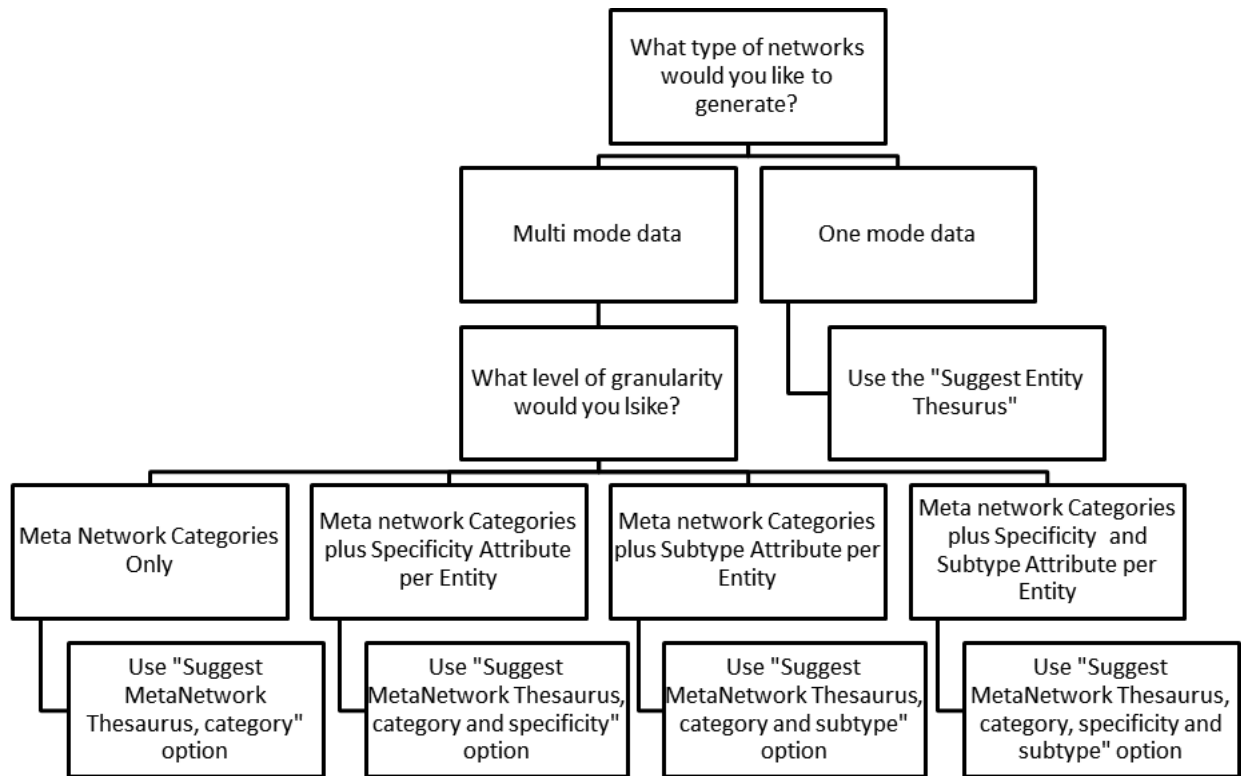 What type of networks
would you like to
generate?
Multi mode data
One mode data
What level of granularity
would you lsike?
Use the "Suggest Entity
Thesurus"
Meta Network Categories
Only
Meta network Categories
plus Specificity Attribute
per Entity
Meta network Categories
plus Subtype Attribute per
Entity
Meta network Categories
plus Specificity and
Subtype Attribute per
Entity
Use "Suggest
MetaNetwork
Thesaurus, category"
option
Use "Suggest
MetaNetwork Thesaurus,
category and specificity"
option
Use "Suggest
MetaNetwork Thesaurus,
category and subtype" option
Use "Suggest
MetaNetwork Thesaurus,
category, specificity and
subtype" option